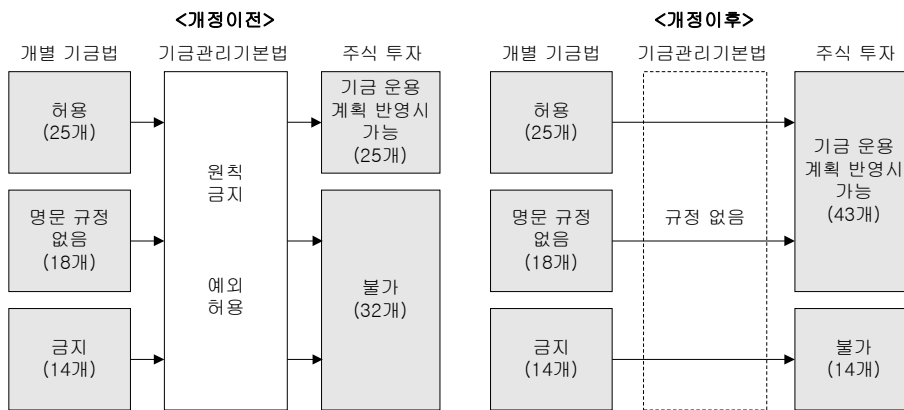 <개정이전>
개별 기금법
기금관리기본법
주식 투자
허용
(25개)
명문 규정
없음
(18개)
금지
(14개)
원칙
금지
예외
허용
기금 운용
계획 반영시
가능
(25개)
불가
(32개)
<개정이후>
개별 기금법
기금관리기본법
주식 투자
허용
(25개)
명문 규정
없음
(18개)
금지
(14개)
규정 없음
기금 운용
계획 반영시
가능
(43개)
불가
(14개)